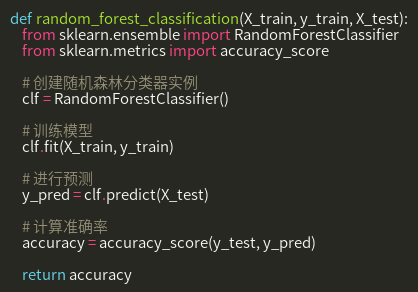 def random_forest_classification(X_train, y_train, X_test):
from sklearn.ensemble import RandomForestClassifier
from sklearn.metrics import accuracy_score
# 创建随机森林分类器实例
clf = RandomForestClassifier()
# 训练模型
clf.fit(X_train, y_train)
# 进行预测
y_pred = clf.predict(X_test)
# 计算准确率
accuracy = accuracy_score(y_test, y_pred)
return accuracy